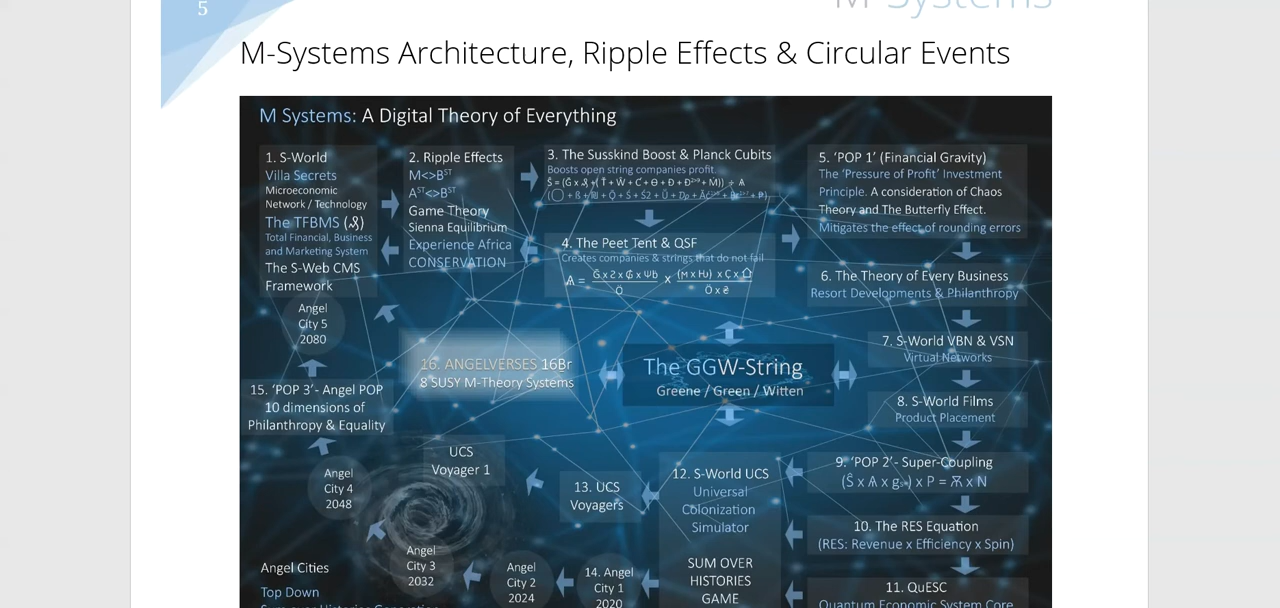 5
M-Systems
M-Systems Architecture, Ripple Effects & Circular Events
M Systems: A Digital Theory of Everything
1. S-World
Villa Secrets
Microeconomic
Network / Technology
The TFBMS
Total Financial, Business
and Marketing System
The S-Web CMS
Framework
2. Ripple Effects
M<>Bˢᵀ
Aˢᵀ<>Bˢᵀ
Game Theory
Sienna Equilibrium
Experience Africa
CONSERVATION
3. The Susskind Boost & Planck Cubits
Boosts open string companies profit.
4. The Peet Tent & QSF
Creates companies & strings that do not fail
5. ‘POP 1’ (Financial Gravity)
The ‘Pressure of Profit’ Investment
Principle. A consideration of Chaos
Theory and The Butterfly Effect.
Mitigates the effect of rounding errors
6. The Theory of Every Business
Resort Developments & Philanthropy
7. S-World VBN & VSN
Virtual Networks
8. S-World Films
Product Placement
9. ‘POP 2’- Super-Coupling
10. The RES Equation
(RES: Revenue x Efficiency x Spin)
11. QuESC
Quantum Economic System Core
The GGW-String
Greene / Green / Witten
12. S-World UCS
Universal
Colonization
Simulator
SUM OVER
HISTORIES
GAME
13. UCS
Voyagers
UCS
Voyager 1
14. Angel
City 1
2020
Angel
City 2
2024
Angel
City 3
2032
Angel
City 4
2048
15. ‘POP 3’- Angel POP
10 dimensions of
Philanthropy & Equality
Angel
City 5
2080
16. ANGELVERSES 16Br
8 SUSY M-Theory Systems
Angel Cities
Top Down